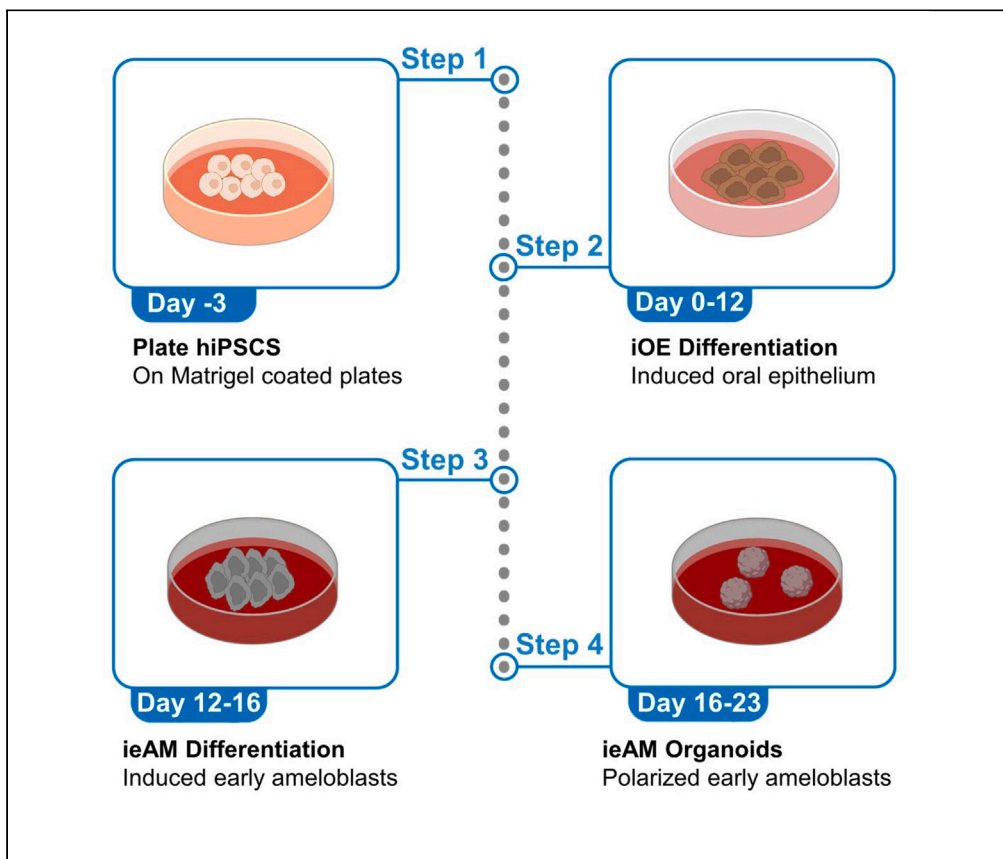 Step 1
Day -3
Plate hiPSCS
On Matrigel coated plates
Step 2
Day 0-12
iOE Differentiation
Induced oral epithelium
Step 3
Day 12-16
ieAM Differentiation
Induced early ameloblasts
Step 4
Day 16-23
ieAM Organoids
Polarized early ameloblasts